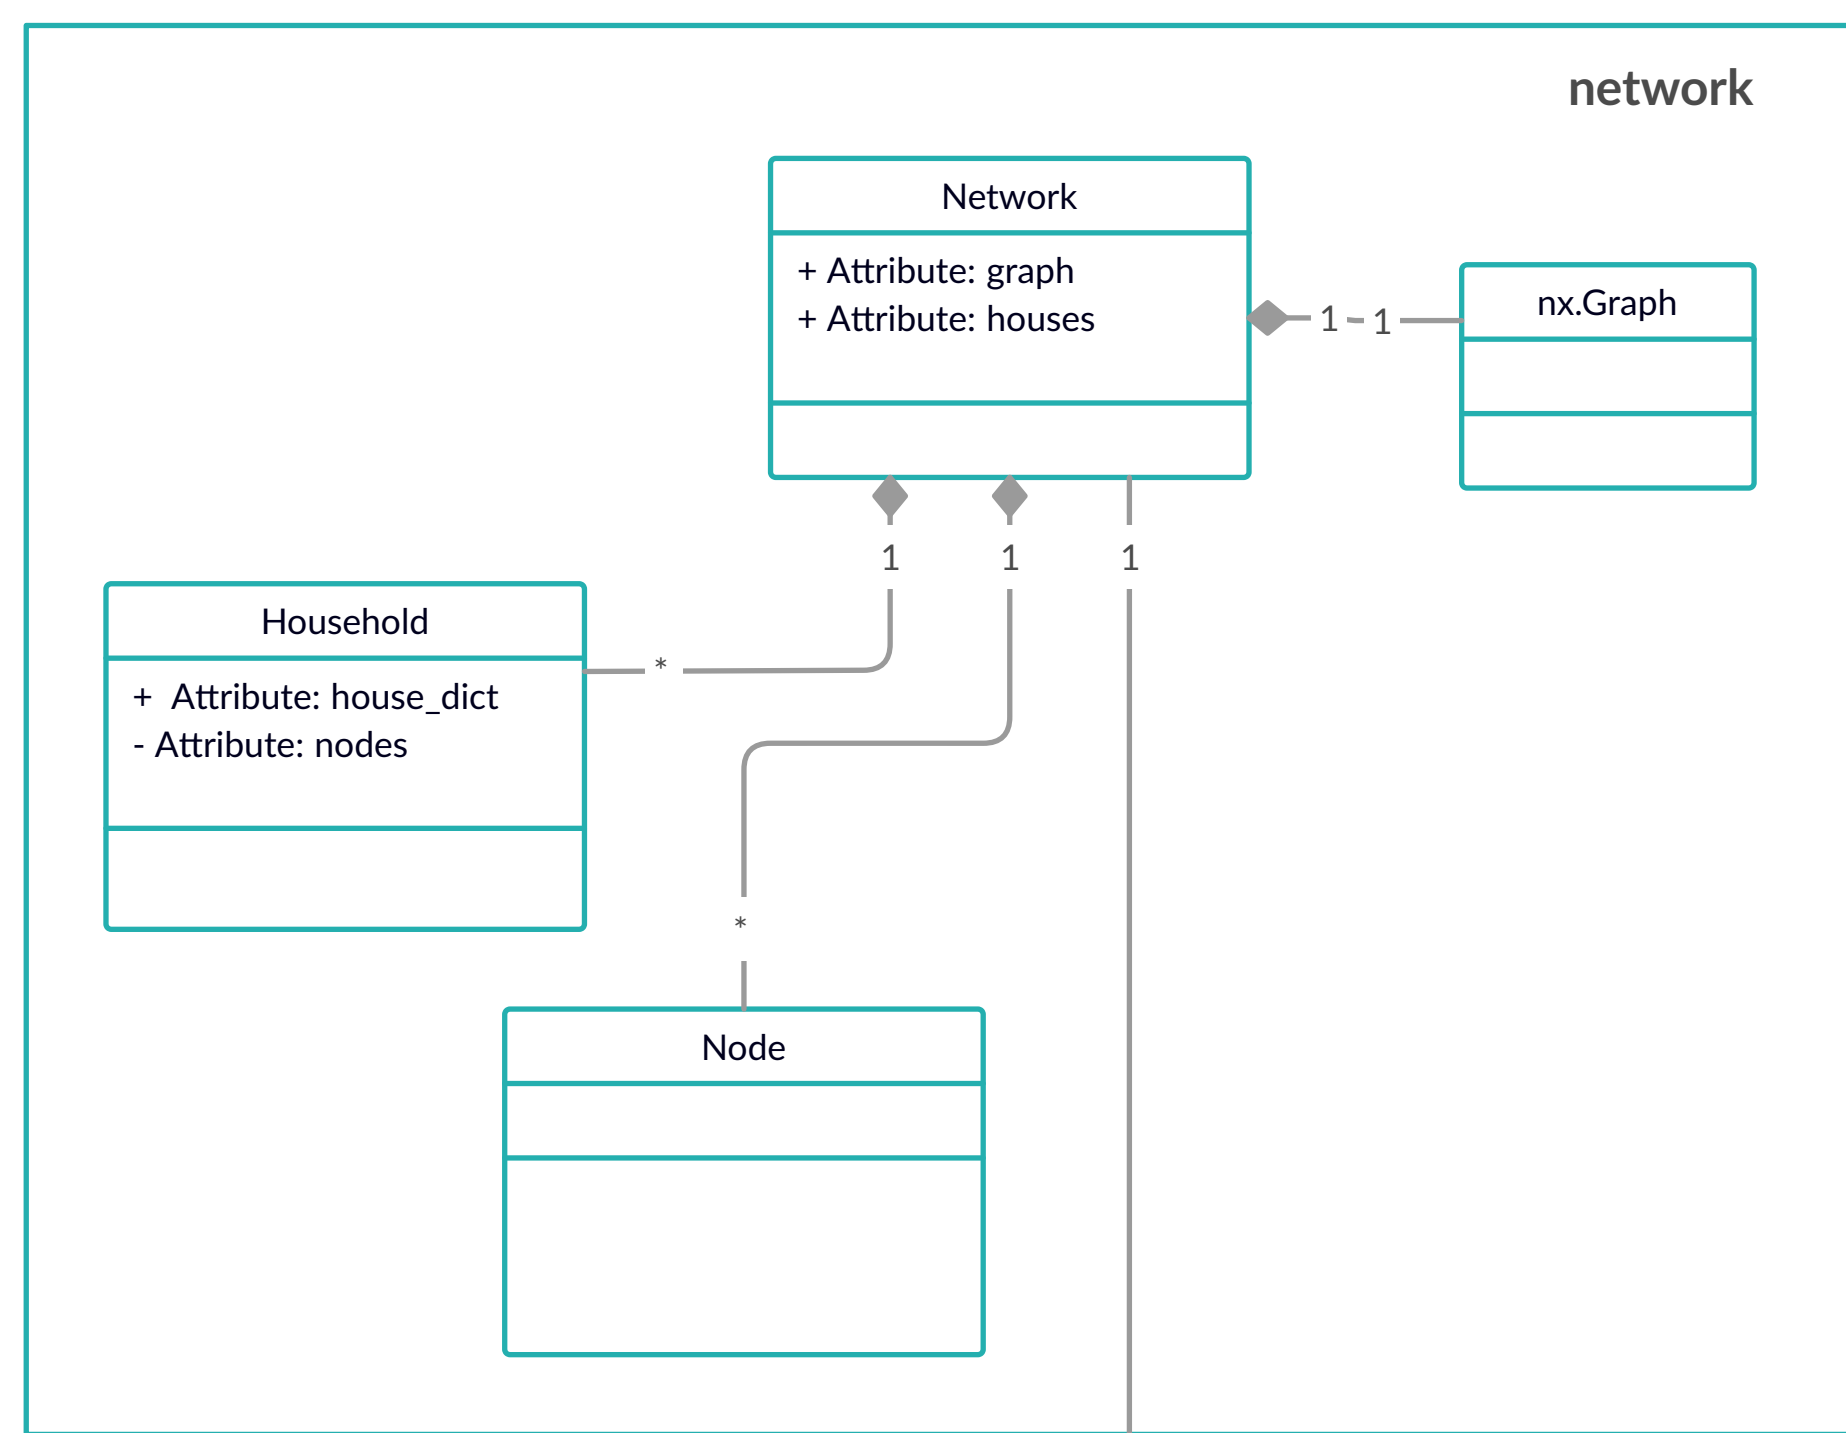 network
Network
+ Attribute: graph
+ Attribute: houses
1
1
nx.Graph
1
1
1
Household
+  Attribute: house_dict
- Attribute: nodes
*
*
Node